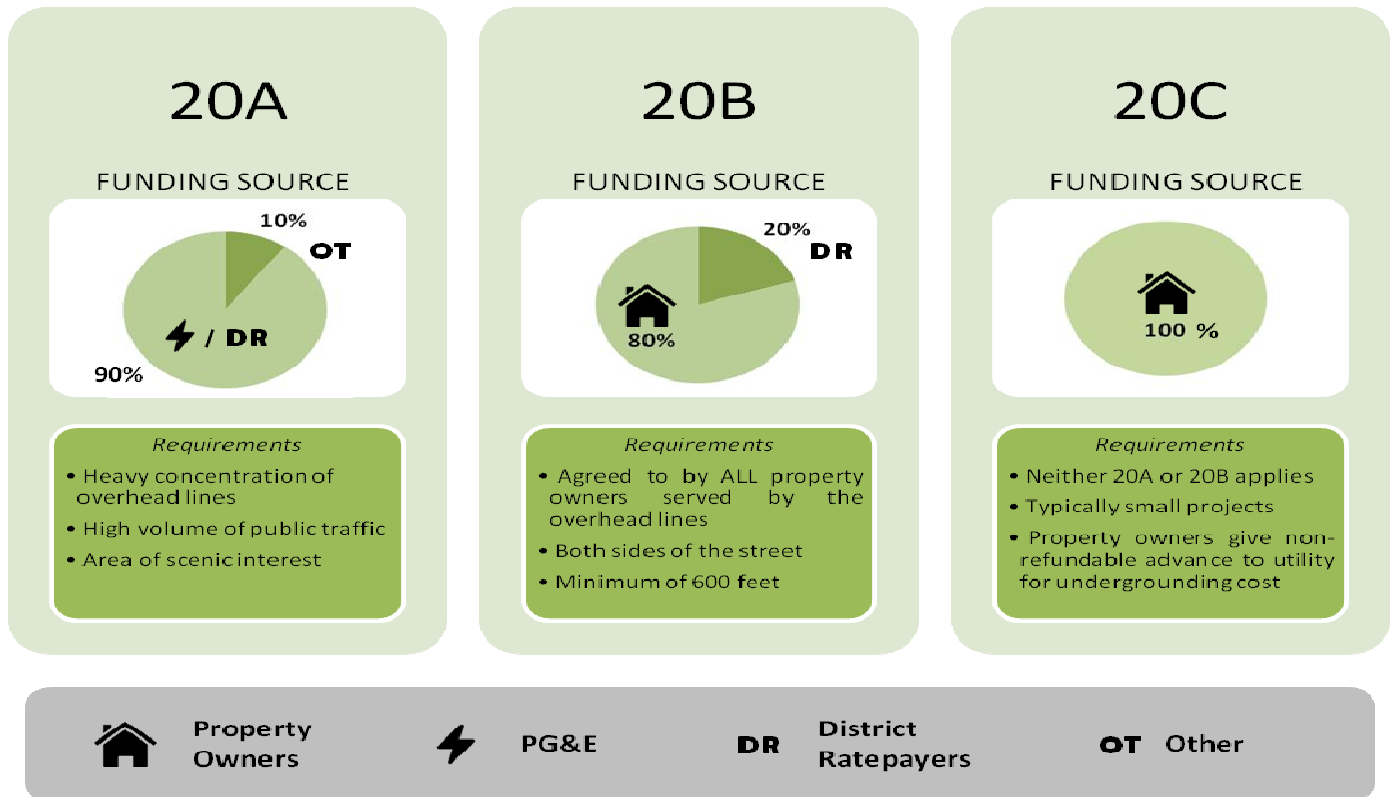 20A
FUNDING SOURCE
10%
OT
/ DR
90%
Requirements
• Heavy concentration of
overhead lines
• High volume of public traffic
• Area of scenic interest
20B
FUNDING SOURCE
20%
DR
80%
Requirements
• Agreed to by ALL property
owners served by the
overhead lines
• Both sides of the street
• Minimum of 600 feet
20C
FUNDING SOURCE
100 %
Requirements
• Neither 20A or 20B applies
• Typically small projects
• Property owners give non-
refundable advance to utility
for undergrounding cost
Property
Owners
PG&E
DR
District
Ratepayers
OT
Other